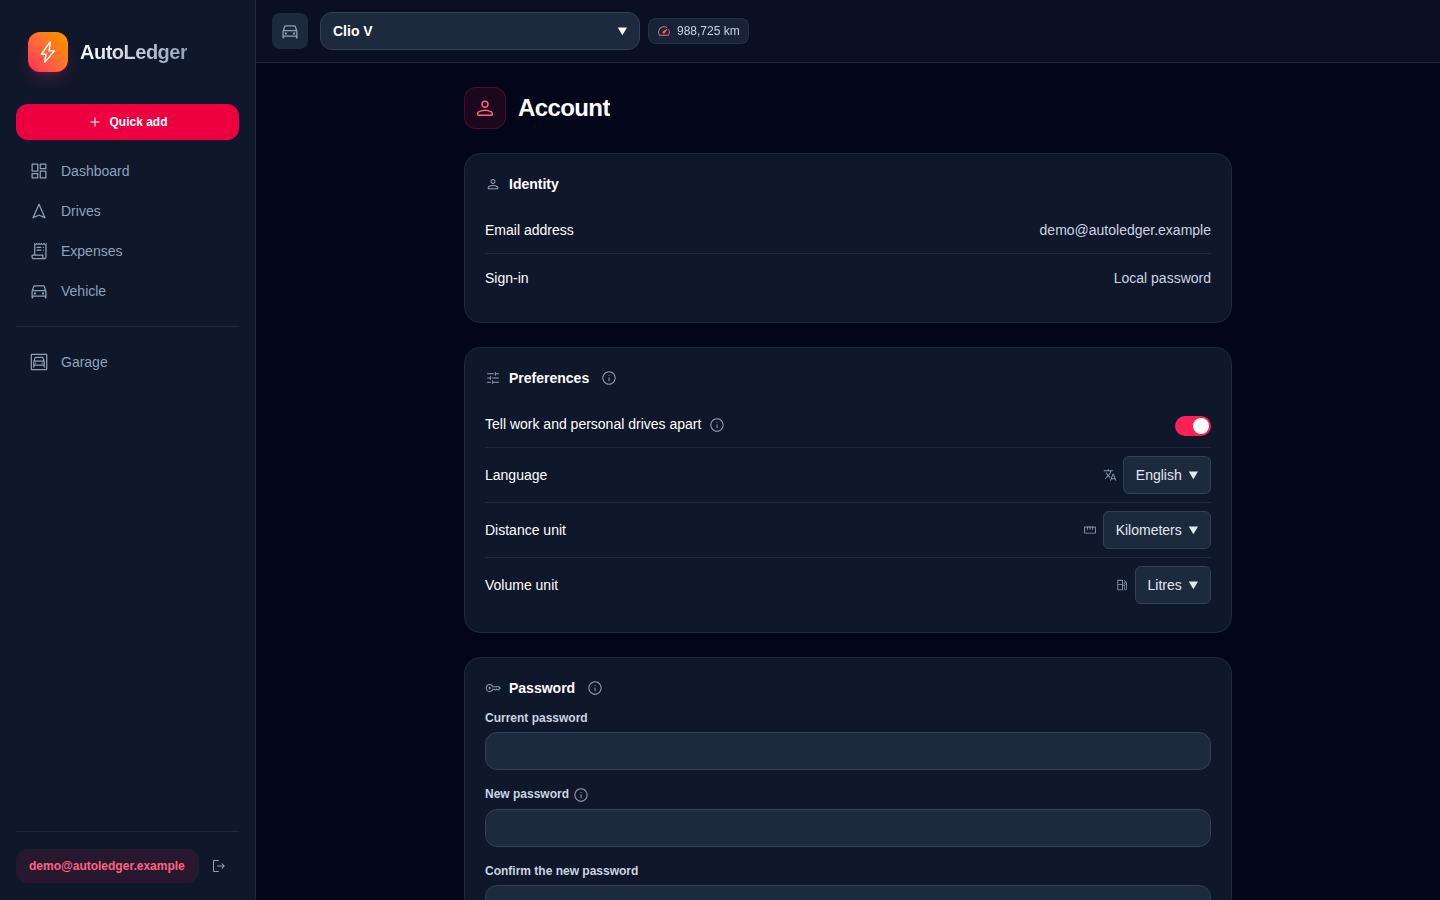 AutoLedger
Quick add
Dashboard
Drives
Expenses
Vehicle
Garage
demo@autoledger.example
Clio V
988,725 km
Account
Identity
Email address demo@autoledger.example
Sign-in Local password
Preferences
Tell work and personal drives apart
Language English
Distance unit Kilometers
Volume unit Litres
Password
Current password
New password
Confirm the new password